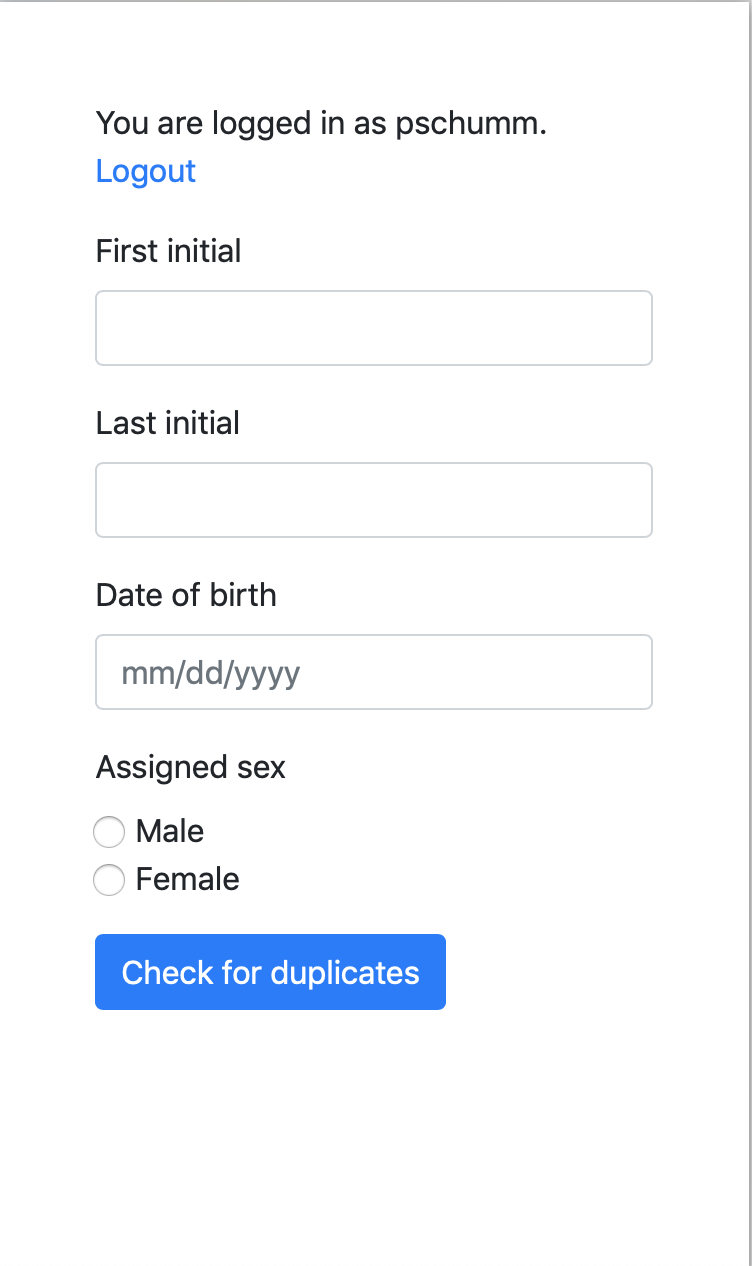 You are logged in as pschumm.
Logout
First initial
Last initial
Date of birth
mm/dd/yyyy
Assigned sex
Male
Female
Check for duplicates